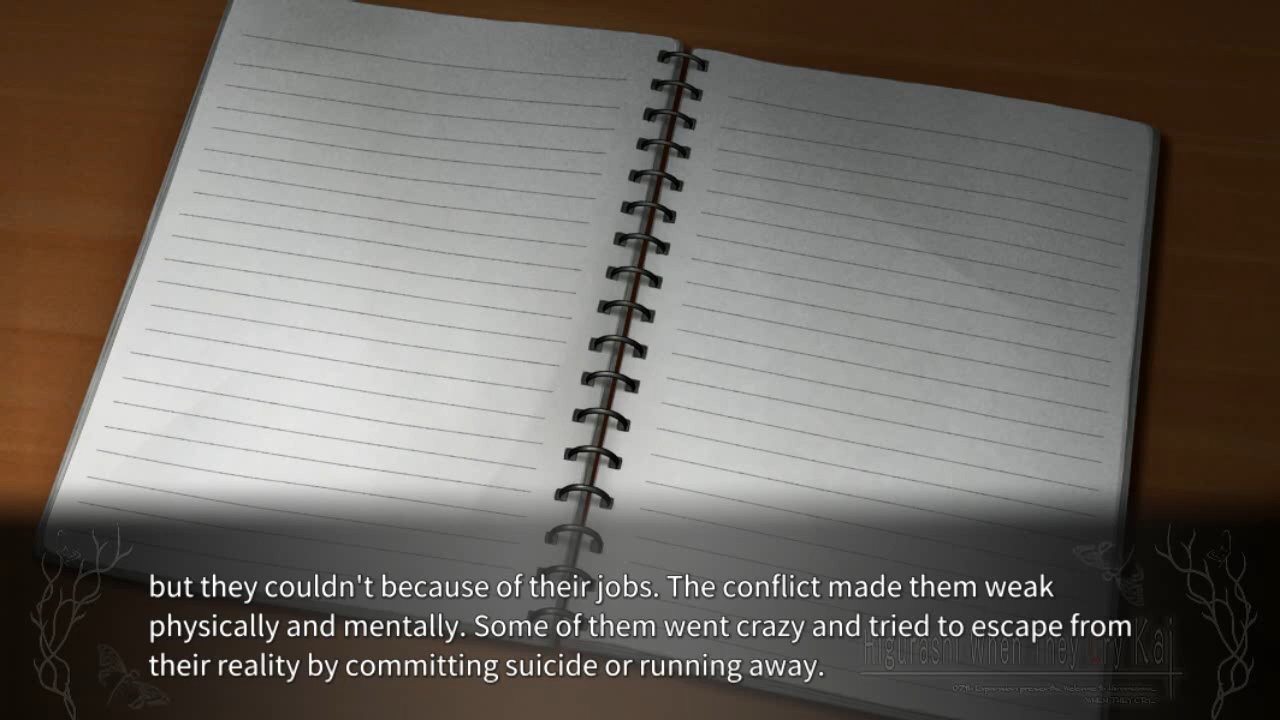 but they couldn't because of their jobs. The conflict made them weak
physically and mentally. Some of them went crazy and tried to escape from
their reality by committing suicide or running away.
Higurashi When They Cry Kai